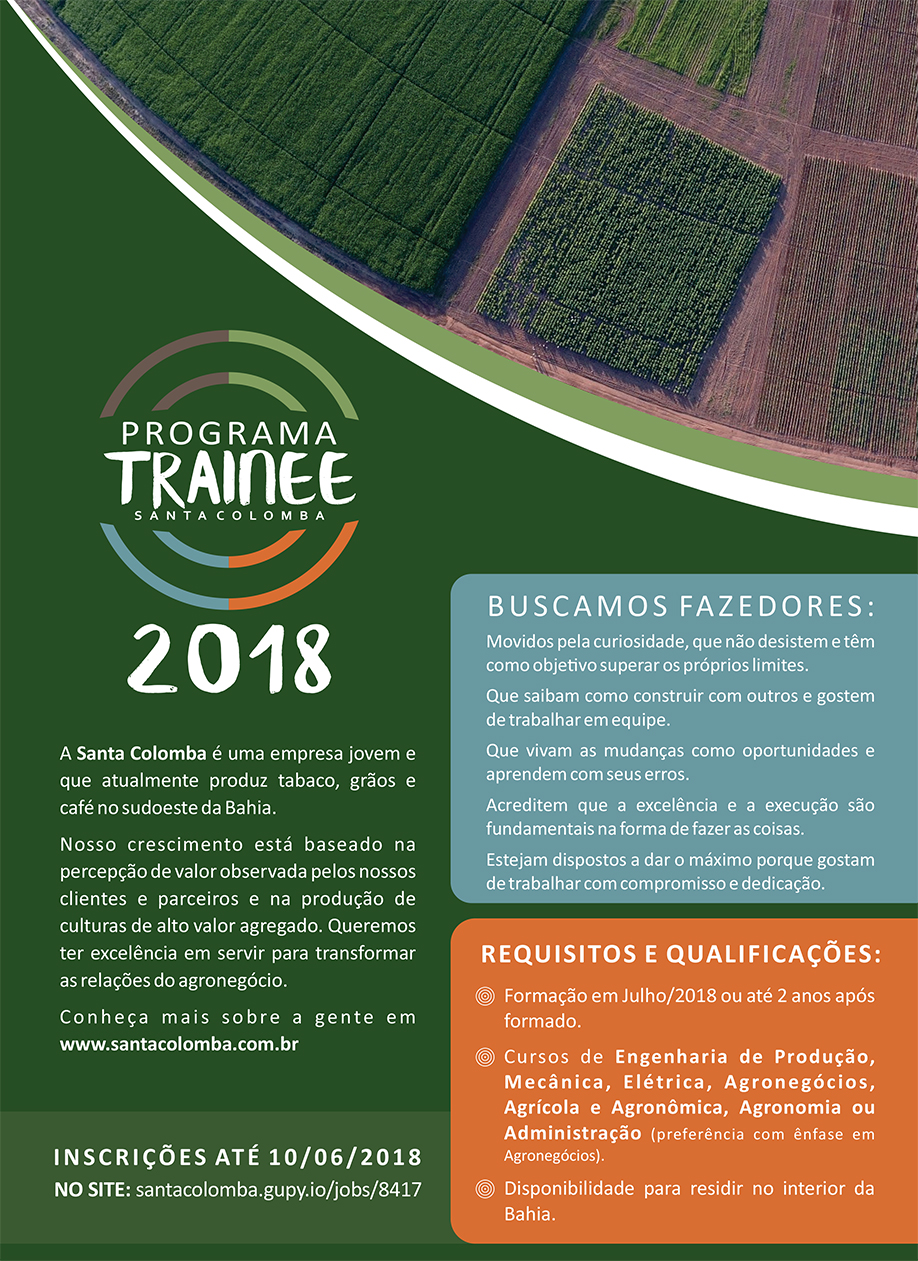 PROGRAMA
TRAINEE
SANTA COLOMBA
2018
A Santa Colomba é uma empresa jovem e
que atualmente produz tabaco, grãos e
café no sudoeste da Bahia.
Nosso crescimento está baseado na
percepção de valor observada pelos nossos
clientes e parceiros e na produção de
culturas de alto valor agregado. Queremos
ter excelência em servir para transformar
as relações do agronegócio.
Conheça mais sobre a gente em
www.santacolomba.com.br
INSCRIÇÕES ATÉ 10/06/2018
NO SITE: santacolomba.gupy.io/jobs/8417
BUSCAMOS FAZEDORES:
Movidos pela curiosidade, que não desistem e têm
como objetivo superar os próprios limites.
Que saibam como construir com outros e gostem
de trabalhar em equipe.
Que vivam as mudanças como oportunidades e
aprendem com seus erros.
Acreditem que a excelência e a execução são
fundamentais na forma de fazer as coisas.
Estejam dispostos a dar o máximo porque gostam
de trabalhar com compromisso e dedicação.
REQUISITOS E QUALIFICAÇÕES:
Formação em Julho/2018 ou até 2 anos após
formado.
Cursos de Engenharia de Produção,
Mecânica, Elétrica, Agronegócios,
Agrícola e Agronômica, Agronomia ou
Administração (preferência com ênfase em
Agronegócios).
Disponibilidade para residir no interior da
Bahia.